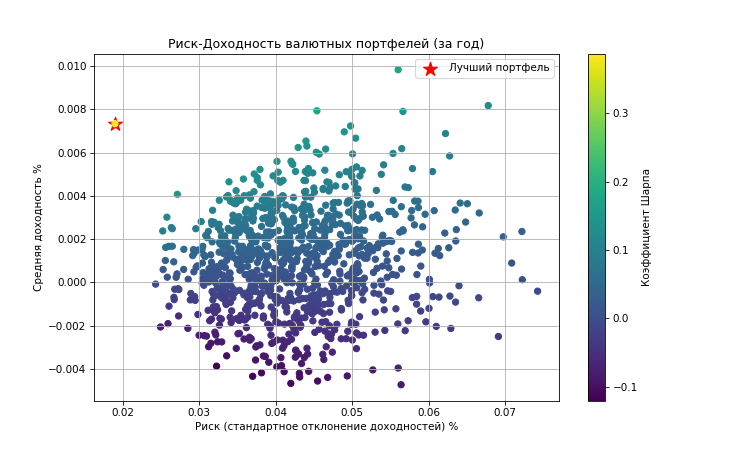 Риск-Доходность валютных портфелей (за год)
Лучший портфель
0.010
0.008
0.006
0.004
0.002
0.000
−0.002
−0.004
Средняя доходность %
0.02 0.03 0.04 0.05 0.06 0.07
Риск (стандартное отклонение доходностей) %
0.3
0.2
0.1
0.0
−0.1
Коэффициент Шарпа